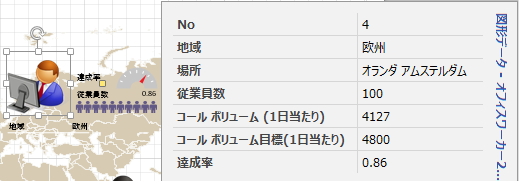 達成率
従業員数
0.86
地域 欧州
No 4
地域 欧州
場所 オランダ アムステルダム
従業員数 100
コール ボリューム (1日当たり) 4127
コール ボリューム目標(1日当たり) 4800
達成率 0.86
図形データ - オフィスワーカー2...